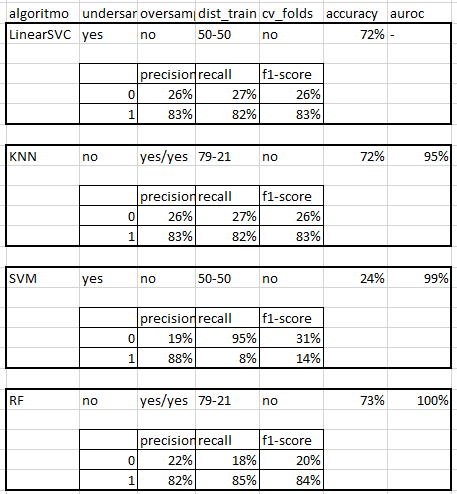 algoritmo undersar oversamp dist_train cv_folds accuracy auroc
LinearSVC yes no 50-50 no 72% -
precision recall f1-score
0 26% 27% 26%
1 83% 82% 83%
KNN no yes/yes 79-21 no 72% 95%
precision recall f1-score
0 26% 27% 26%
1 83% 82% 83%
SVM yes no 50-50 no 24% 99%
precision recall f1-score
0 19% 95% 31%
1 88% 8% 14%
RF no yes/yes 79-21 no 73% 100%
precision recall f1-score
0 22% 18% 20%
1 82% 85% 84%